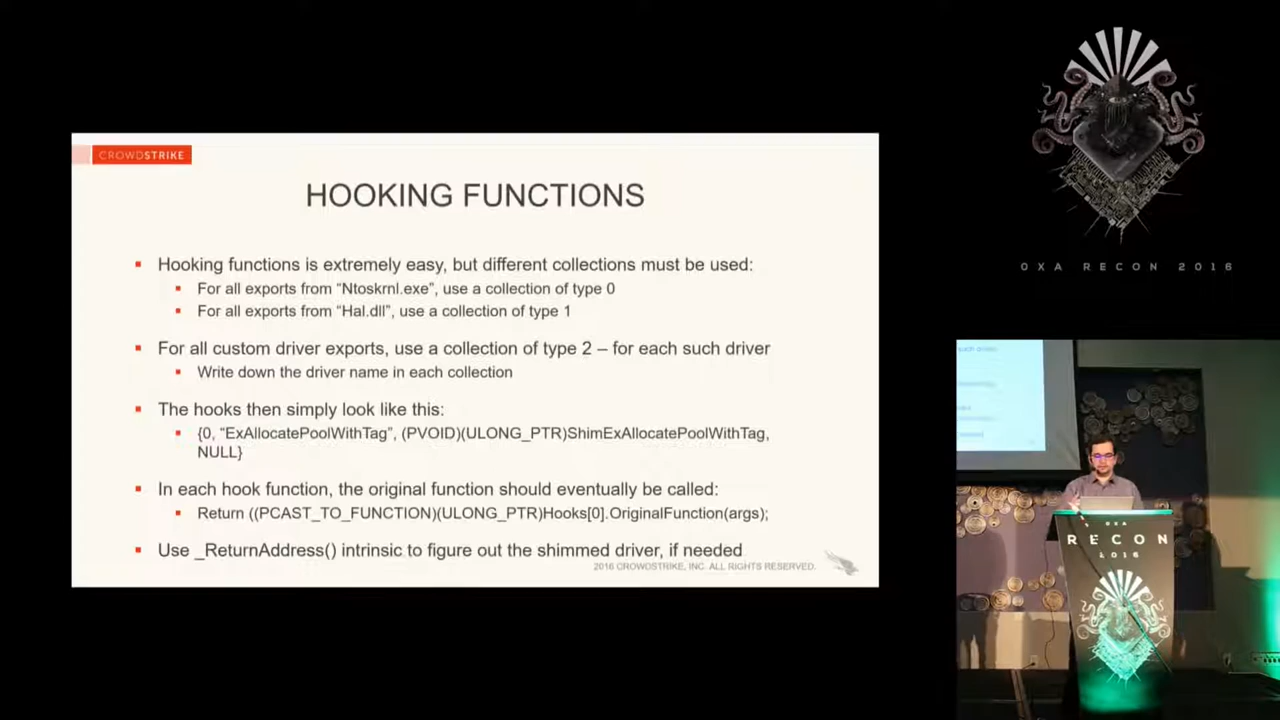 CROWDSTRIKE
HOOKING FUNCTIONS
Hooking functions is extremely easy, but different collections must be used:
For all exports from “Ntoskrnl.exe”, use a collection of type 0
For all exports from “Hal.dll”, use a collection of type 1
For all custom driver exports, use a collection of type 2 – for each such driver
Write down the driver name in each collection
The hooks then simply look like this:
{0, “ExAllocatePoolWithTag”, (PVOID)(ULONG_PTR)ShimExAllocatePoolWithTag,
NULL}
In each hook function, the original function should eventually be called:
Return ((PCAST_TO_FUNCTION)(ULONG_PTR)Hooks[0].OriginalFunction(args);
Use _ReturnAddress() intrinsic to figure out the shimmed driver, if needed
2016 CROWDSTRIKE, INC. ALL RIGHTS RESERVED.
0XA RECON 2016
0XA
RECON
2016